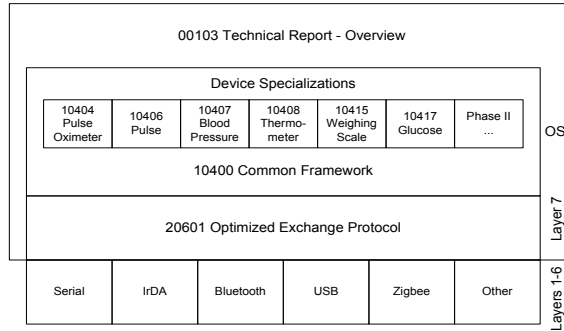 00103 Technical Report - Overview
Device Specializations
10404
Pulse
Oximeter
10406
Pulse
10407
Blood
Pressure
10408
Thermo-
meter
10415
Weighing
Scale
10417
Glucose
Phase II
...
10400 Common Framework
OS
20601 Optimized Exchange Protocol
Layer 7
Serial
IrDA
Bluetooth
USB
Zigbee
Other
Layers 1-6